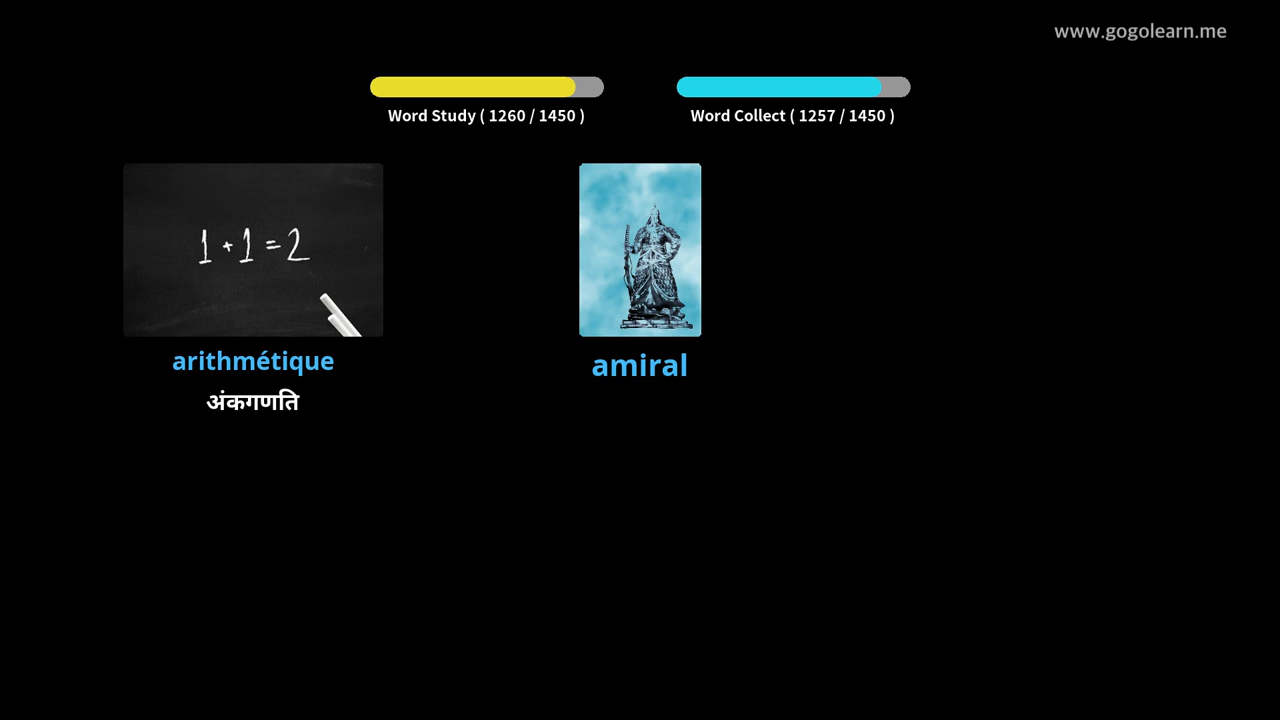 www.gogolearn.me
Word Study ( 1260 / 1450 )
Word Collect ( 1257 / 1450 )
1 + 1 = 2
arithmétique
amiral
अंकगणति